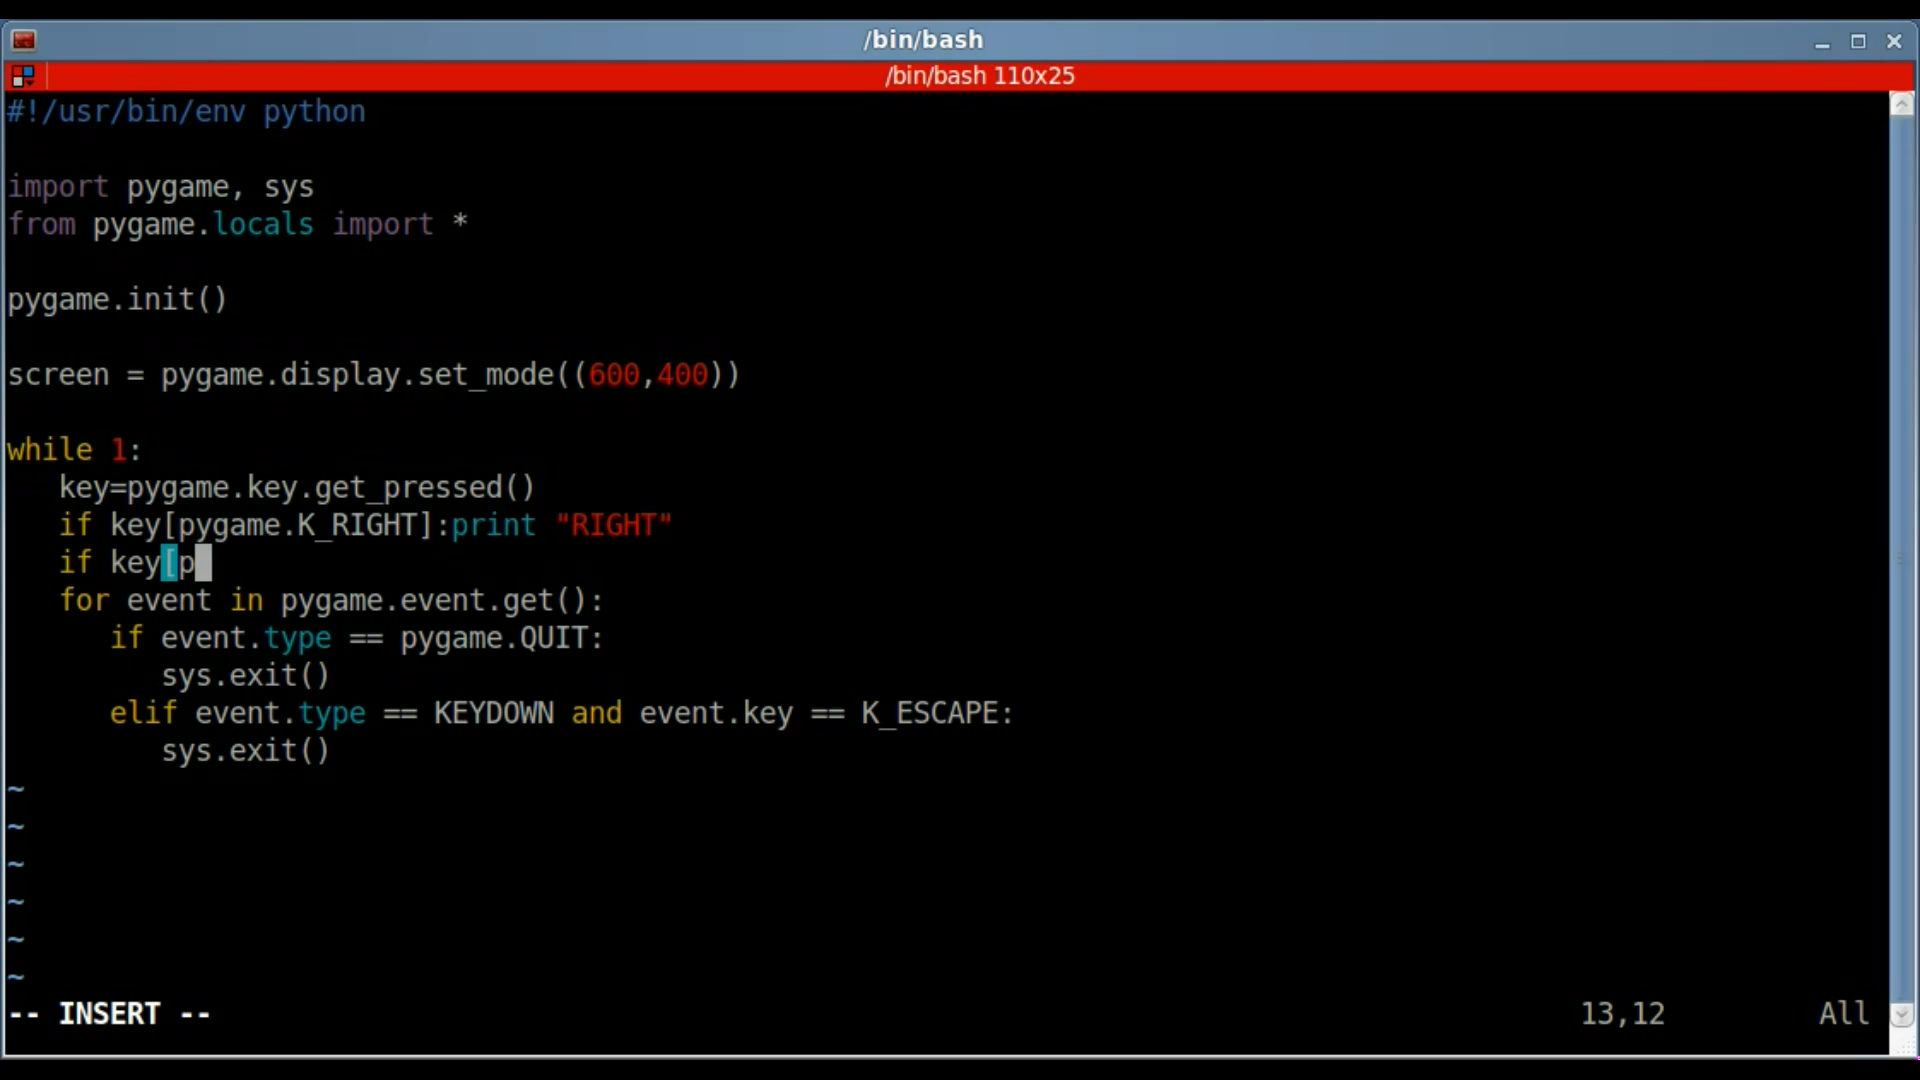 /bin/bash
/bin/bash 110x25
#!/usr/bin/env python
import pygame, sys
from pygame.locals import *
pygame.init()
screen = pygame.display.set_mode((600,400))
while 1:
   key=pygame.key.get_pressed()
   if key[pygame.K_RIGHT]:print "RIGHT"
   if key[p
   for event in pygame.event.get():
      if event.type == pygame.QUIT:
         sys.exit()
      elif event.type == KEYDOWN and event.key == K_ESCAPE:
         sys.exit()
~
~
~
~
~
~
-- INSERT -- 13,12 All